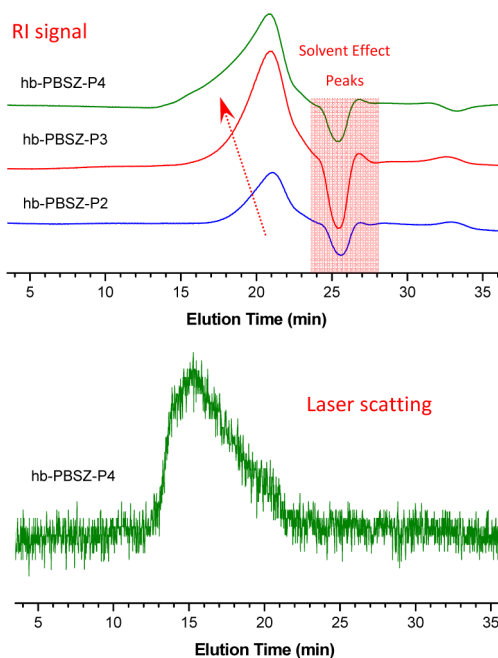 RI signal
Solvent Effect
Peaks
hb-PBSZ-P4
hb-PBSZ-P3
hb-PBSZ-P2
5 10 15 20 25 30 35
Elution Time (min)
Laser scatting
hb-PBSZ-P4
5 10 15 20 25 30 35
Elution Time (min)